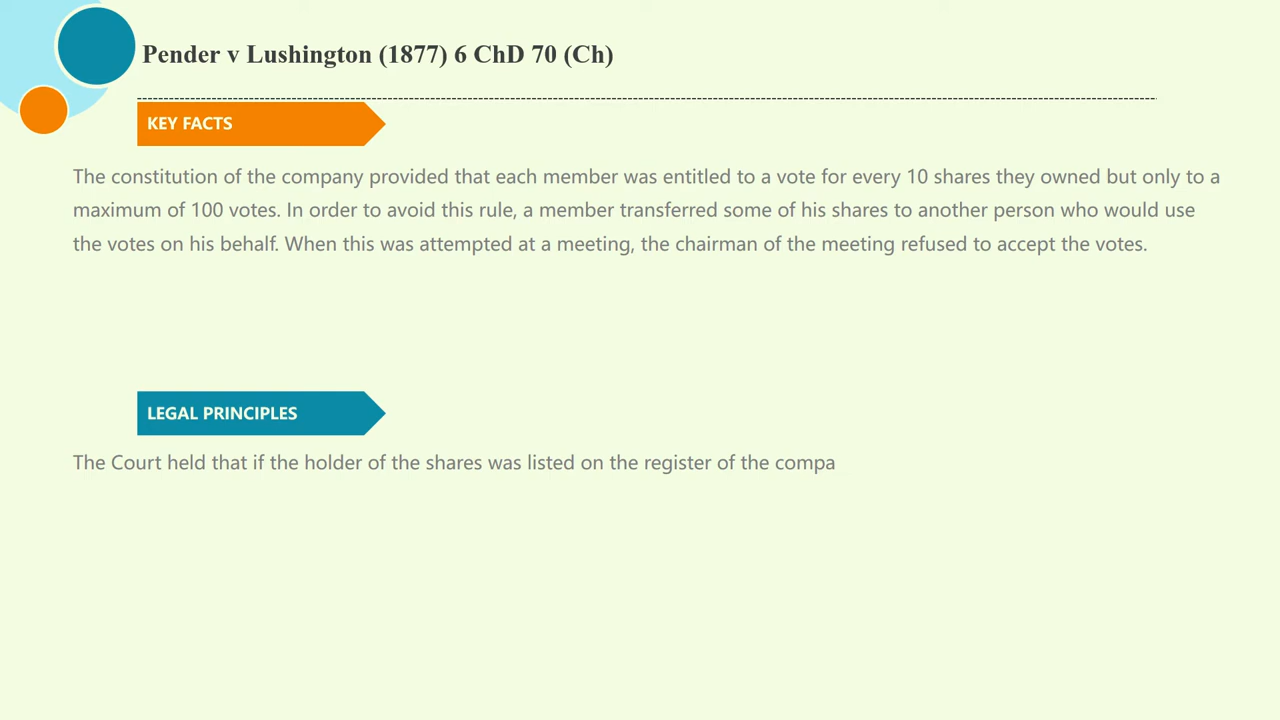 Pender v Lushington (1877) 6 ChD 70 (Ch)
KEY FACTS
The constitution of the company provided that each member was entitled to a vote for every 10 shares they owned but only to a
maximum of 100 votes. In order to avoid this rule, a member transferred some of his shares to another person who would use
the votes on his behalf. When this was attempted at a meeting, the chairman of the meeting refused to accept the votes.
LEGAL PRINCIPLES
The Court held that if the holder of the shares was listed on the register of the compa